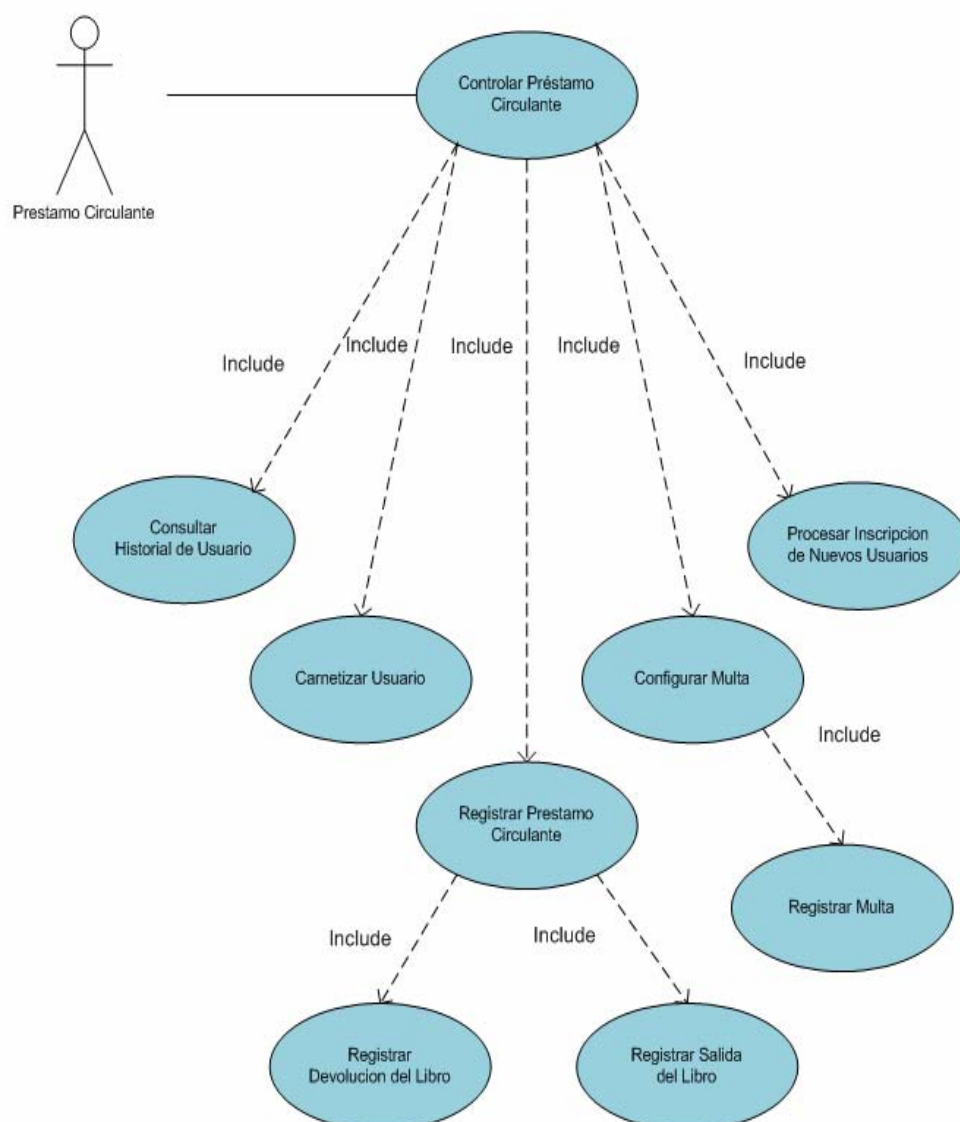 Controlar Préstamo
Circulante
Prestamo Circulante
Include
Include
Include
Include
Include
Consultar
Historial de Usuario
Procesar Inscripcion
de Nuevos Usuarios
Carnetizar Usuario
Configurar Multa
Include
Registrar Prestamo
Circulante
Registrar Multa
Include
Include
Registrar
Devolucion del Libro
Registrar Salida
del Libro